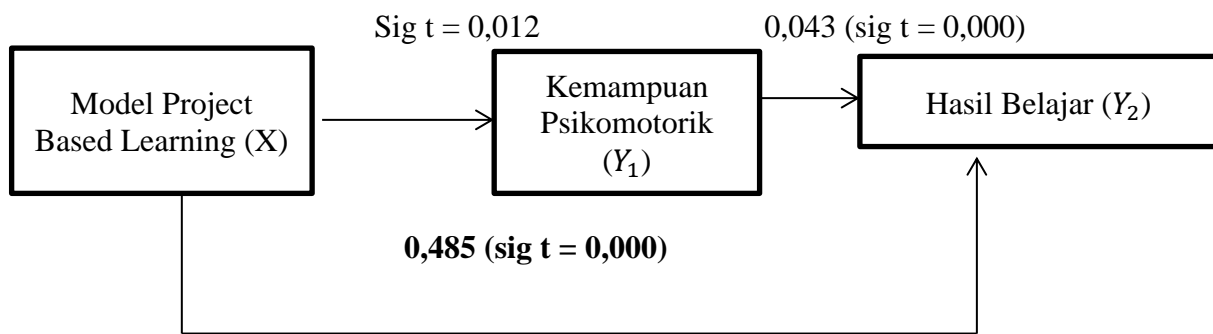 Sig t = 0,012
0,043 (sig t = 0,000)
Model Project
Based Learning (X)
Kemampuan
Psikomotorik
(𝑌₁)
Hasil Belajar (𝑌₂)
0,485 (sig t = 0,000)